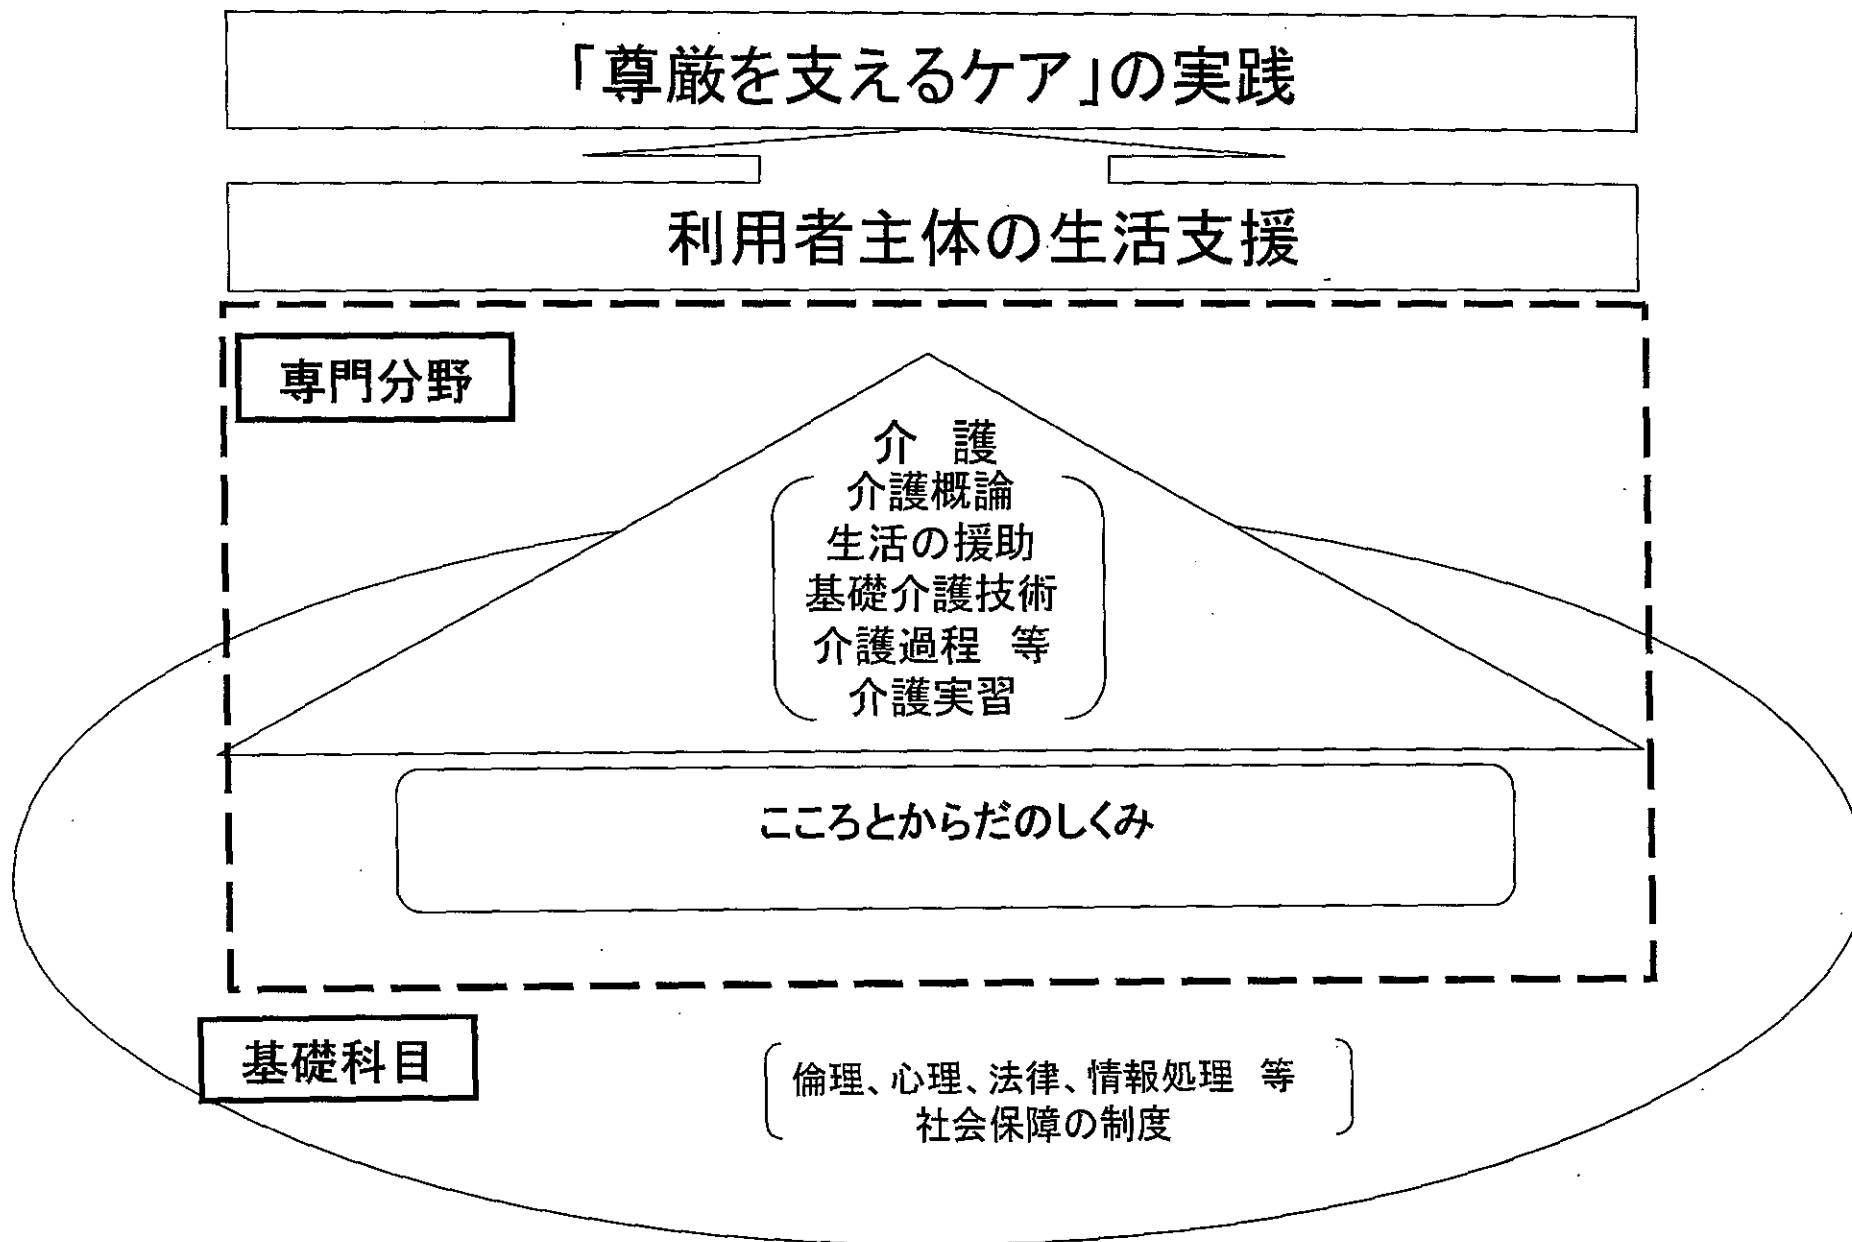 「尊厳を支えるケア」の実践
利用者主体の生活支援
専門分野
介　護
介護概論
生活の援助
基礎介護技術
介護過程　等
介護実習
こころとからだのしくみ
基礎科目
倫理、心理、法律、情報処理　等
社会保障の制度